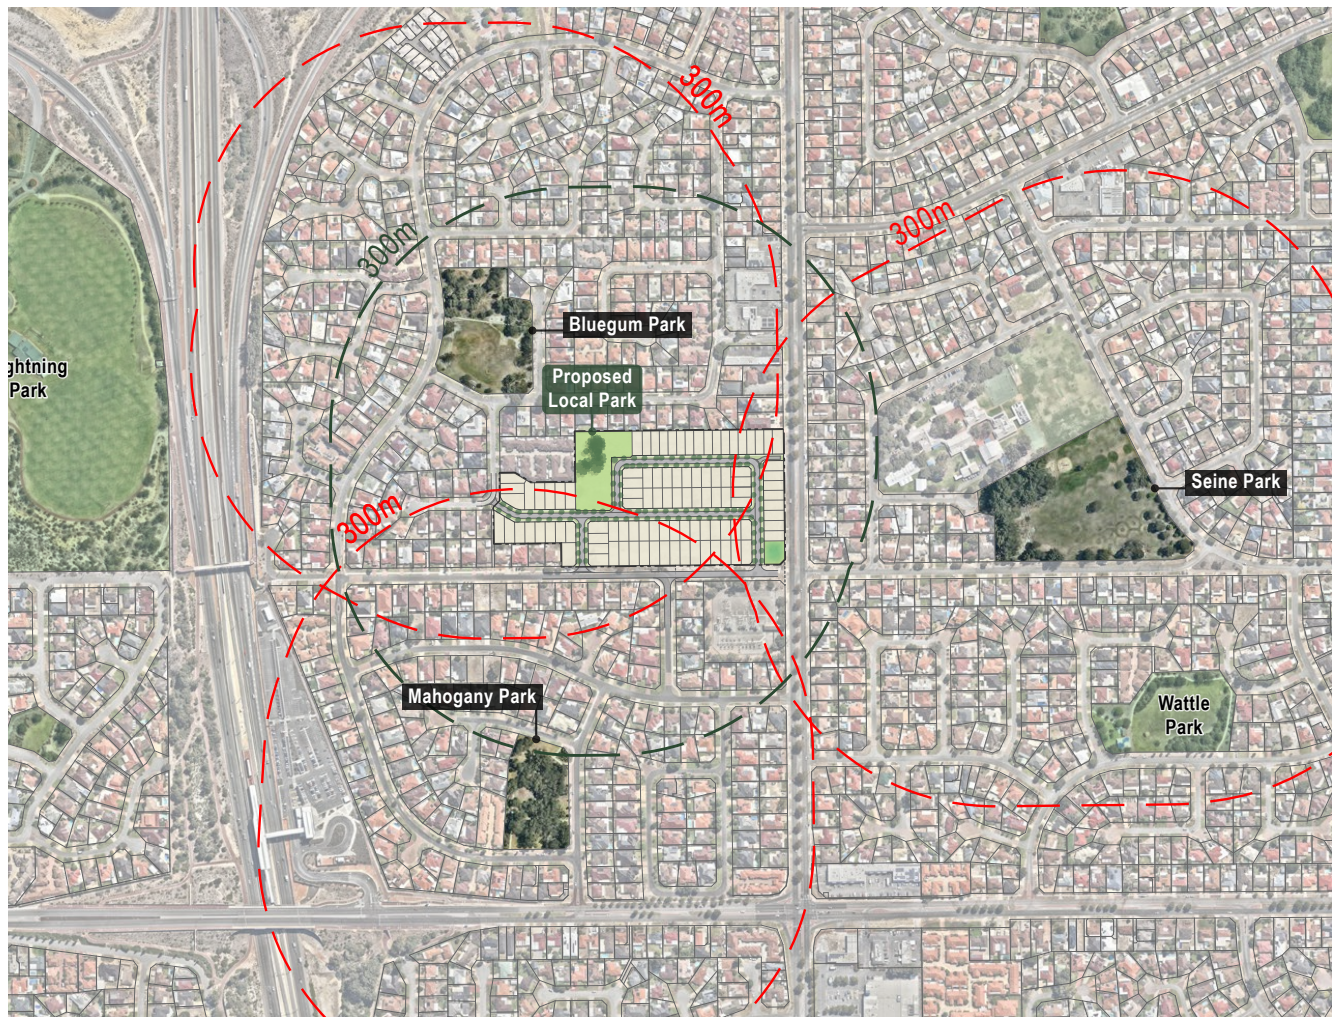 300m
300m
300m
Bluegum Park
ghtning
Park
Proposed
Local Park
Seine Park
300m
Mahogany Park
Wattle
Park